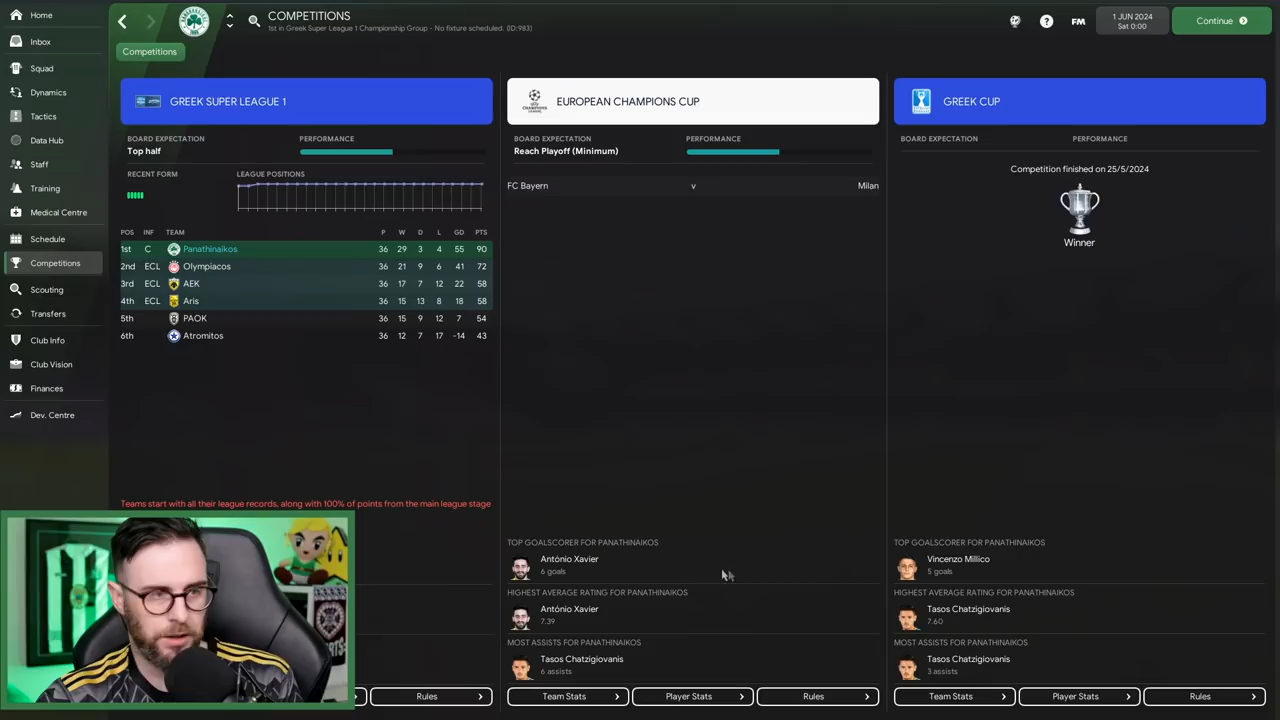 Home
Inbox
Squad
Dynamics
Tactics
Data Hub
Staff
Training
Medical Centre
Schedule
Competitions
Scouting
Transfers
Club Info
Club Vision
Finances
Dev. Centre
COMPETITIONS
1st in Greek Super League 1 Championship Group - No fixture scheduled. (ID:983)
FM
1 JUN 2024
Sat 0:00
Continue
Competitions
GREEK SUPER LEAGUE 1
BOARD EXPECTATION PERFORMANCE
Top half
RECENT FORM LEAGUE POSITIONS
POS INF TEAM P W D L GD PTS
1st C Panathinaikos 36 29 3 4 55 90
2nd ECL Olympiacos 36 21 9 6 41 72
3rd ECL AEK 36 17 7 12 22 58
4th ECL Aris 36 15 13 8 18 58
5th PAOK 36 15 9 12 7 54
6th Atromitos 36 12 7 17 -14 43
Teams start with all their league records, along with 100% of points from the main league stage
Rules
EUROPEAN CHAMPIONS CUP
BOARD EXPECTATION PERFORMANCE
Reach Playoff (Minimum)
FC Bayern v Milan
TOP GOALSCORER FOR PANATHINAIKOS
António Xavier
6 goals
HIGHEST AVERAGE RATING FOR PANATHINAIKOS
António Xavier
7.39
MOST ASSISTS FOR PANATHINAIKOS
Tasos Chatzigiovanis
6 assists
Team Stats Player Stats Rules
GREEK CUP
BOARD EXPECTATION PERFORMANCE
Competition finished on 25/5/2024
Winner
TOP GOALSCORER FOR PANATHINAIKOS
Vincenzo Millico
5 goals
HIGHEST AVERAGE RATING FOR PANATHINAIKOS
Tasos Chatzigiovanis
7.60
MOST ASSISTS FOR PANATHINAIKOS
Tasos Chatzigiovanis
3 assists
Team Stats Player Stats Rules